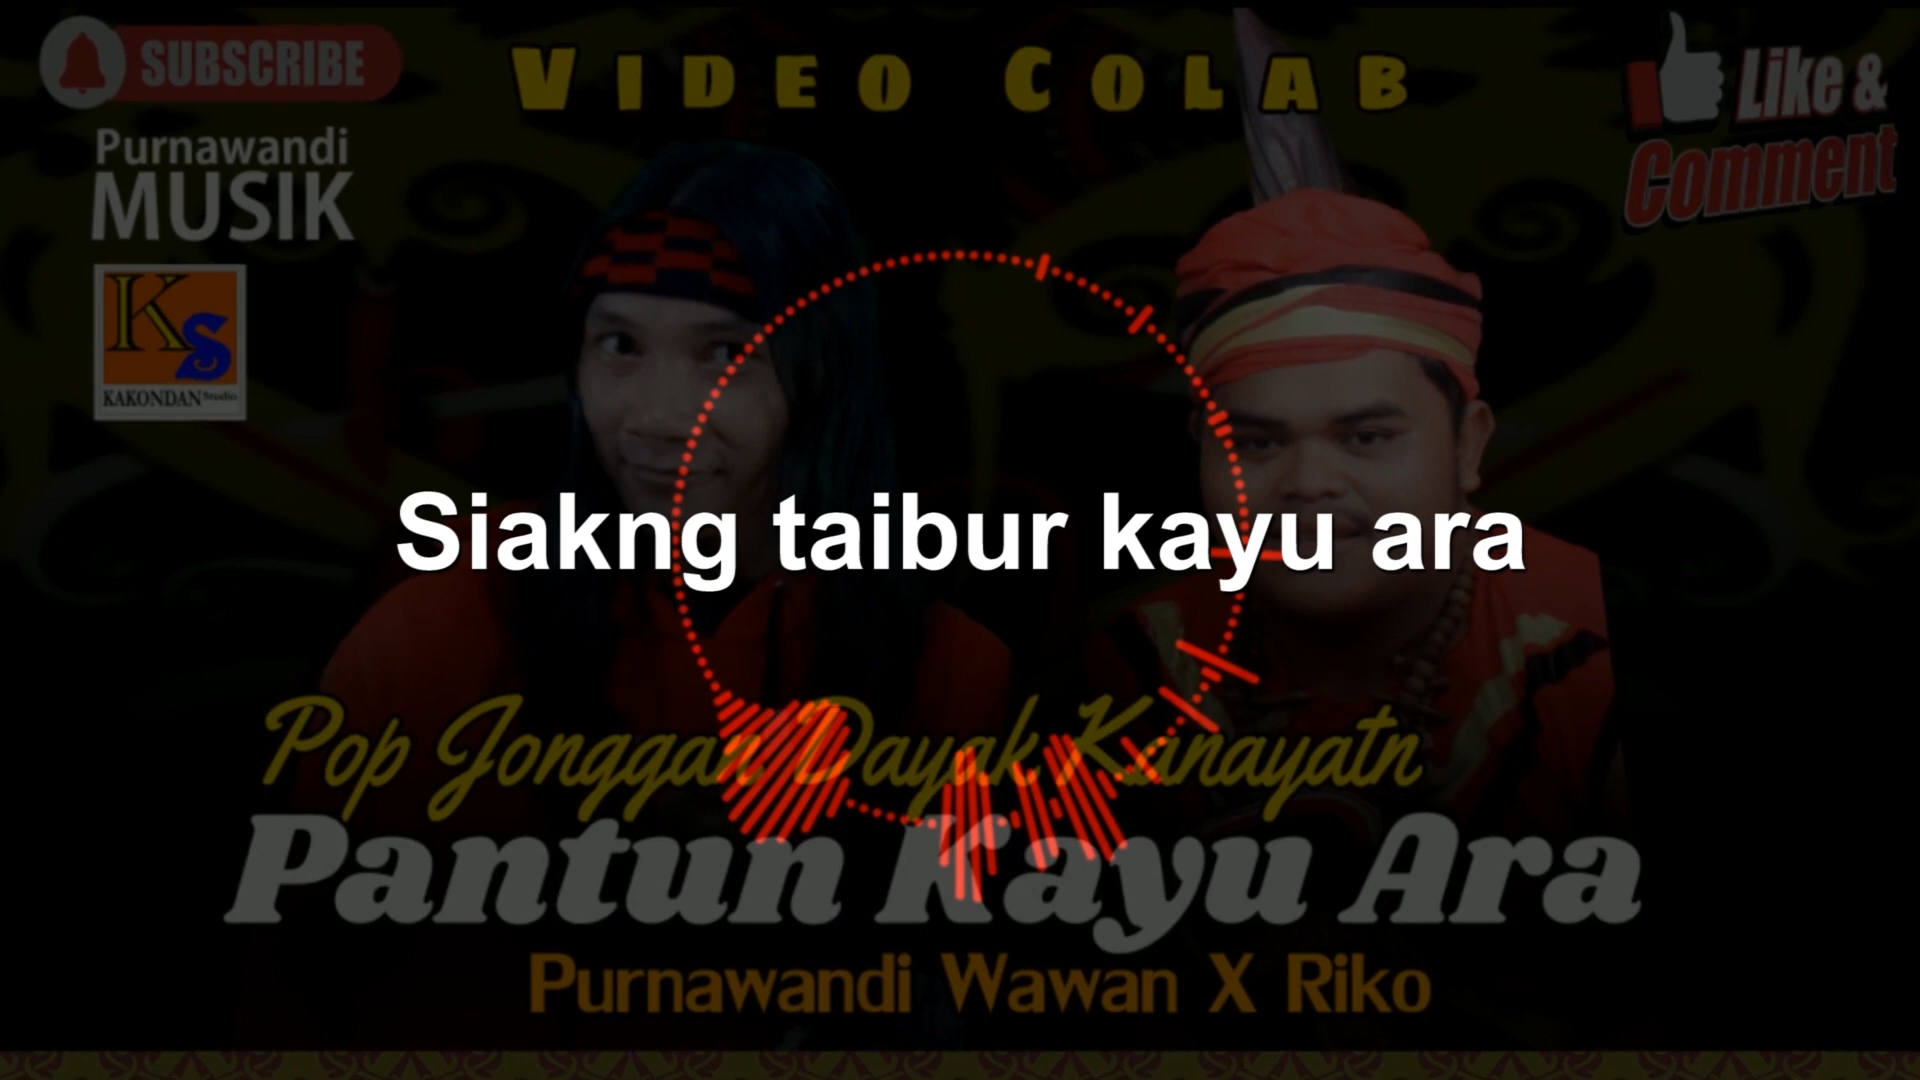 SUBSCRIBE
VIDEO COLAB
Like &
Comment
Purnawandi
MUSIK
KS
KAKONDAN Studio
Siakng taibur kayu ara
Pop Jonggan Dayak Kanayatn
Pantun Kayu Ara
Purnawandi Wawan X Riko